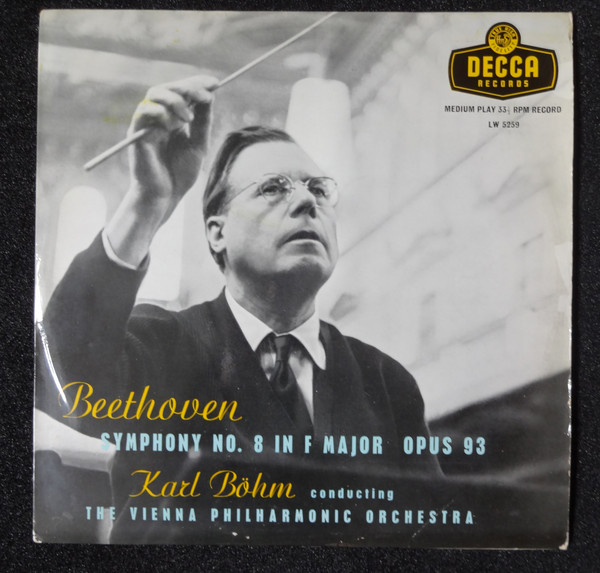 DECCA
RECORDS
MEDIUM PLAY 33⅓ RPM RECORD
LW 5259
Beethoven
SYMPHONY NO. 8 IN F MAJOR OPUS 93
Karl Böhm conducting
THE VIENNA PHILHARMONIC ORCHESTRA